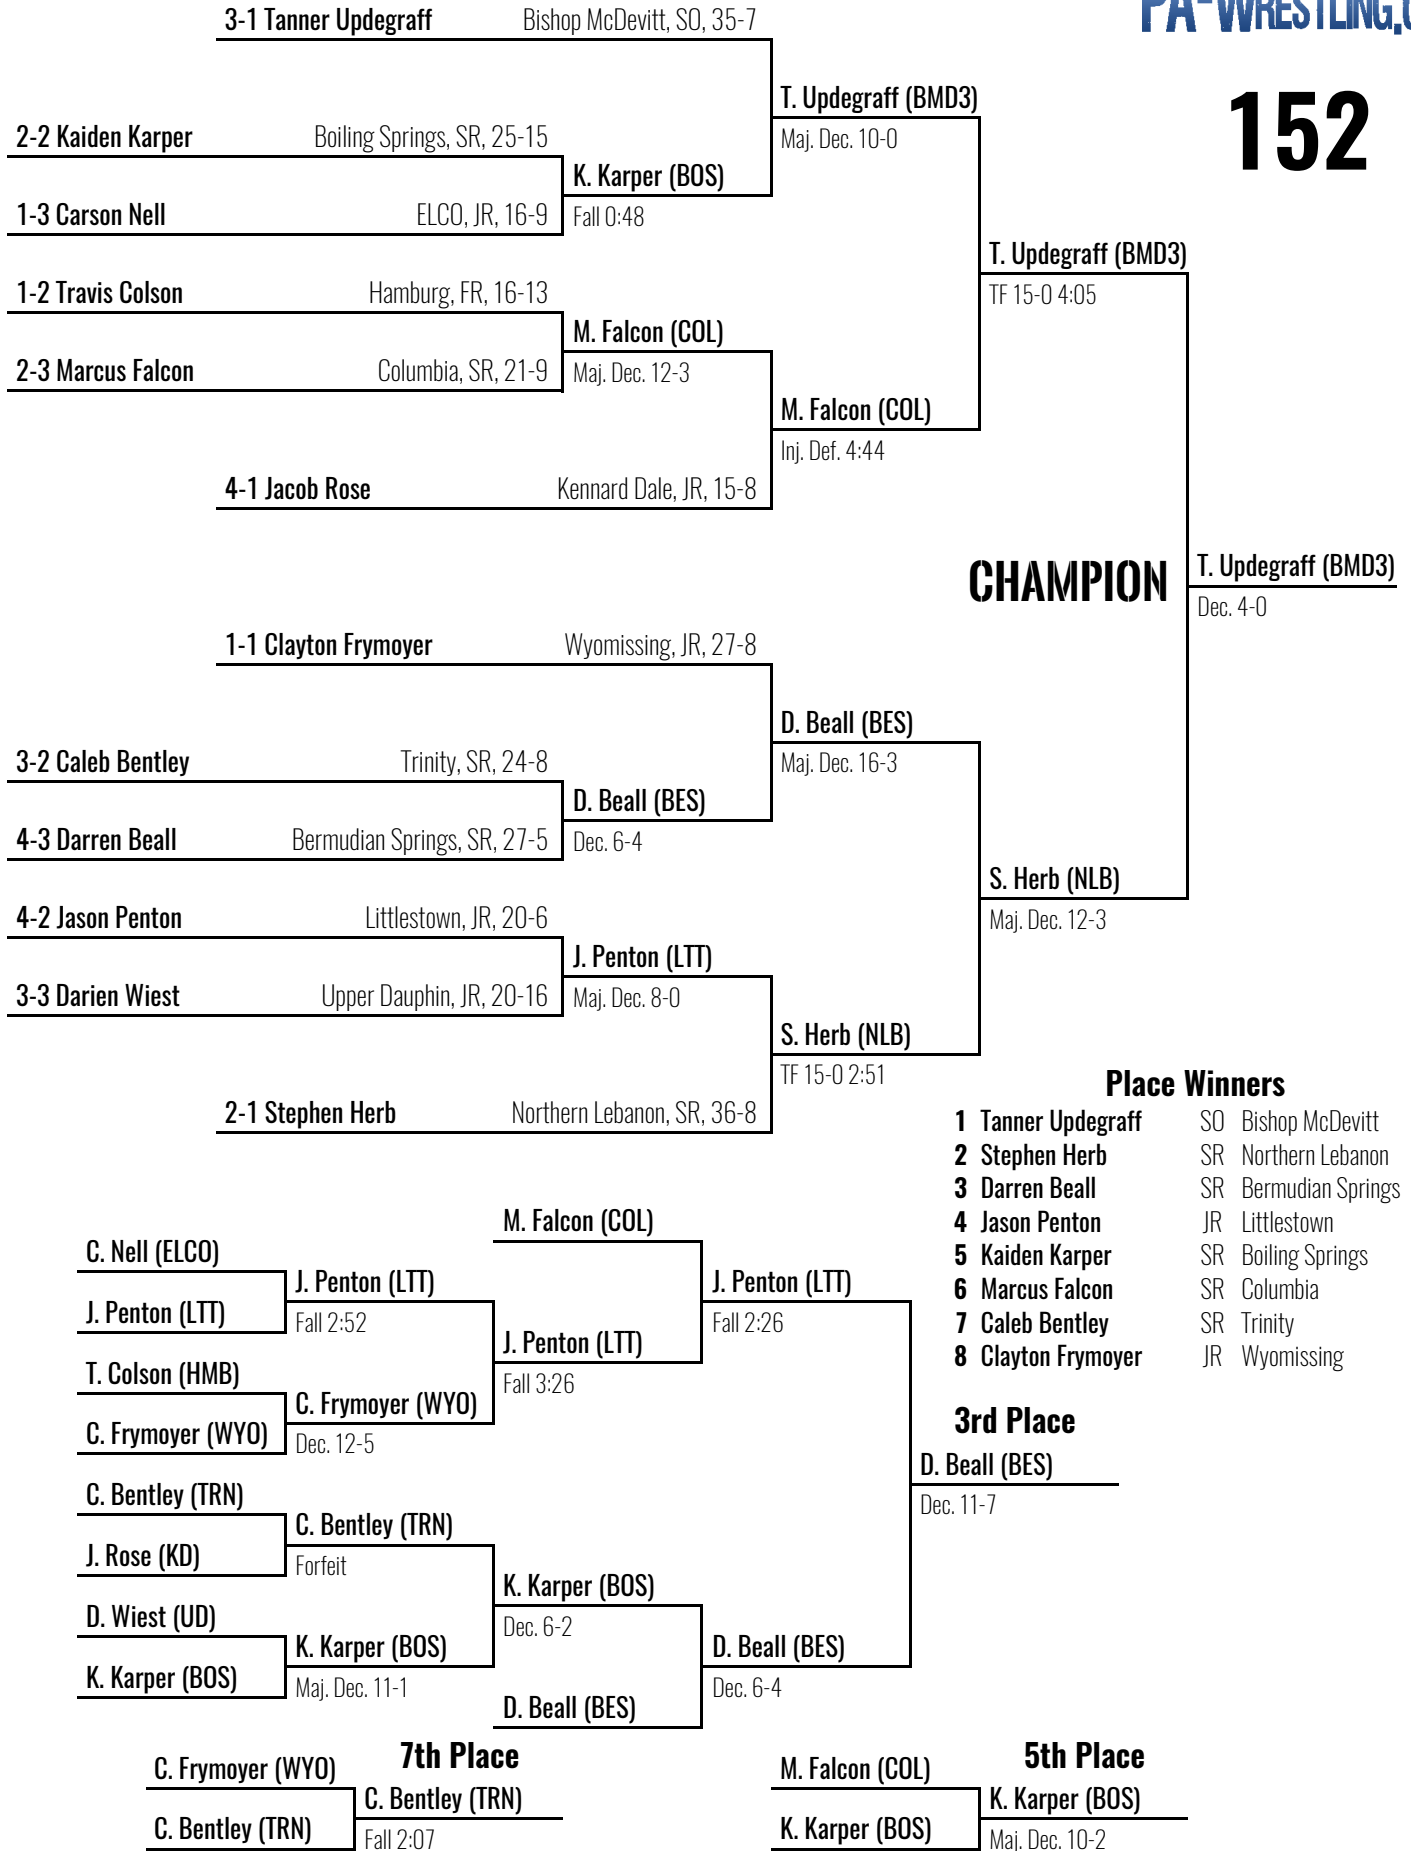 PA-WRESTLING.C
152
3-1 Tanner Updegraff Bishop McDevitt, SO, 35-7
T. Updegraff (BMD3)
Maj. Dec. 10-0
2-2 Kaiden Karper Boiling Springs, SR, 25-15
K. Karper (BOS)
Fall 0:48
1-3 Carson Nell ELCO, JR, 16-9
T. Updegraff (BMD3)
TF 15-0 4:05
1-2 Travis Colson Hamburg, FR, 16-13
M. Falcon (COL)
Maj. Dec. 12-3
2-3 Marcus Falcon Columbia, SR, 21-9
M. Falcon (COL)
Inj. Def. 4:44
4-1 Jacob Rose Kennard Dale, JR, 15-8
CHAMPION
T. Updegraff (BMD3)
Dec. 4-0
1-1 Clayton Frymoyer Wyomissing, JR, 27-8
D. Beall (BES)
Maj. Dec. 16-3
3-2 Caleb Bentley Trinity, SR, 24-8
D. Beall (BES)
Dec. 6-4
4-3 Darren Beall Bermudian Springs, SR, 27-5
S. Herb (NLB)
Maj. Dec. 12-3
4-2 Jason Penton Littlestown, JR, 20-6
J. Penton (LTT)
Maj. Dec. 8-0
3-3 Darien Wiest Upper Dauphin, JR, 20-16
S. Herb (NLB)
TF 15-0 2:51
2-1 Stephen Herb Northern Lebanon, SR, 36-8
Place Winners
1 Tanner Updegraff SO Bishop McDevitt
2 Stephen Herb SR Northern Lebanon
3 Darren Beall SR Bermudian Springs
4 Jason Penton JR Littlestown
5 Kaiden Karper SR Boiling Springs
6 Marcus Falcon SR Columbia
7 Caleb Bentley SR Trinity
8 Clayton Frymoyer JR Wyomissing
M. Falcon (COL)
C. Nell (ELCO)
J. Penton (LTT)
Fall 2:52
J. Penton (LTT)
J. Penton (LTT)
Fall 2:26
J. Penton (LTT)
Fall 3:26
T. Colson (HMB)
C. Frymoyer (WYO)
Dec. 12-5
C. Frymoyer (WYO)
3rd Place
D. Beall (BES)
Dec. 11-7
C. Bentley (TRN)
C. Bentley (TRN)
Forfeit
J. Rose (KD)
K. Karper (BOS)
Dec. 6-2
D. Wiest (UD)
K. Karper (BOS)
Maj. Dec. 11-1
K. Karper (BOS)
D. Beall (BES)
Dec. 6-4
D. Beall (BES)
7th Place
C. Frymoyer (WYO)
C. Bentley (TRN)
Fall 2:07
C. Bentley (TRN)
5th Place
M. Falcon (COL)
K. Karper (BOS)
Maj. Dec. 10-2
K. Karper (BOS)